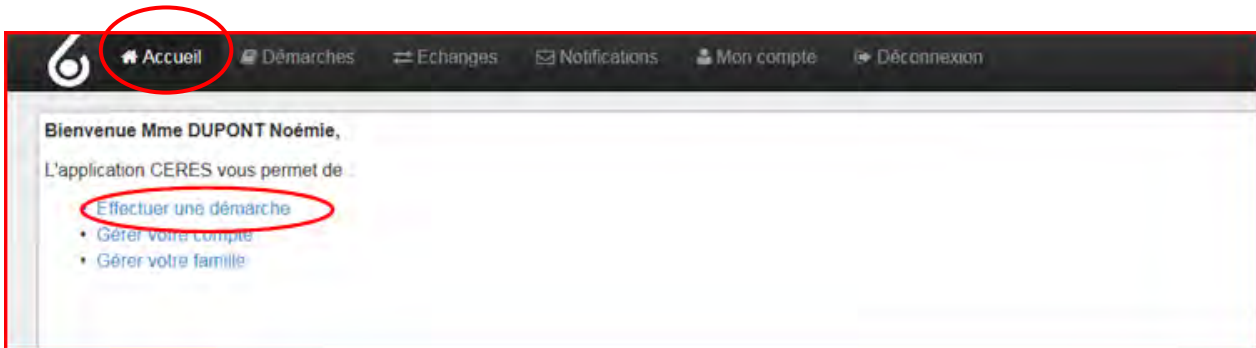 Accueil Démarches Echanges Notifications Mon compte Déconnexion
Bienvenue Mme DUPONT Noémie,
L'application CERES vous permet de :
Effectuer une démarche
• Gérer votre compte
• Gérer votre famille